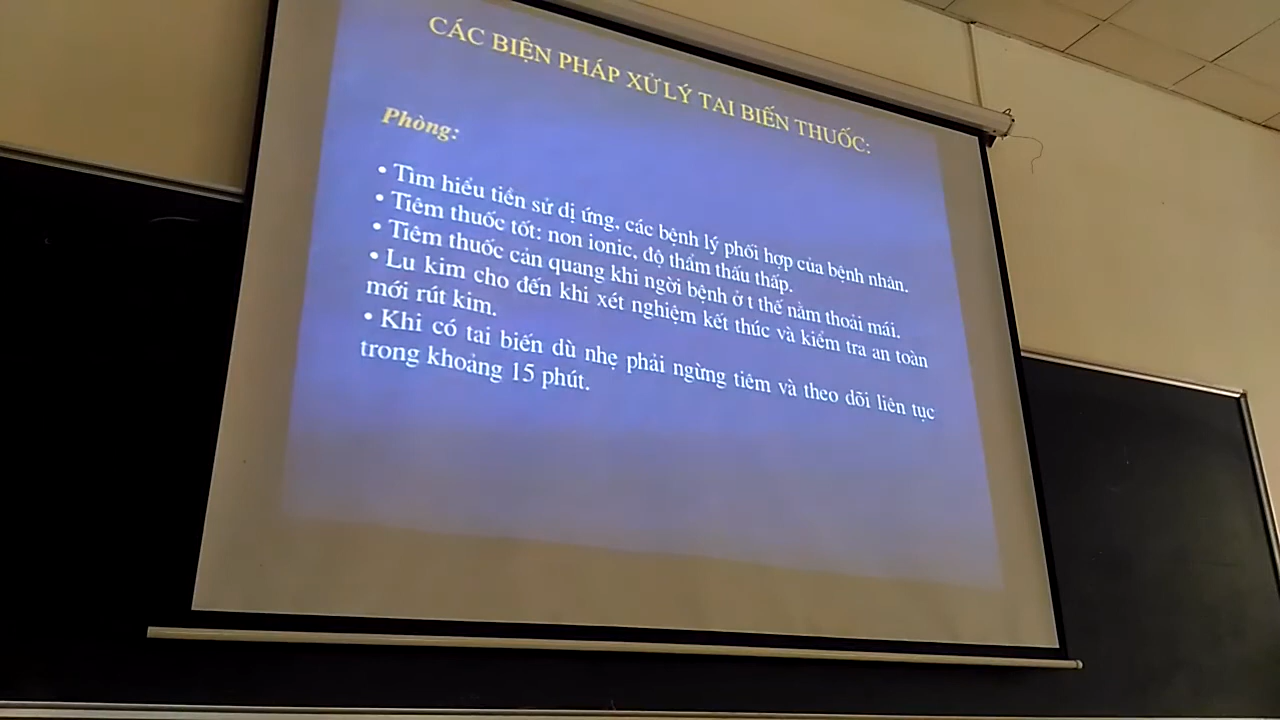 CÁC BIỆN PHÁP XỬ LÝ TAI BIẾN THUỐC:
Phòng:
• Tìm hiểu tiền sử dị ứng, các bệnh lý phối hợp của bệnh nhân.
• Tiêm thuốc tốt: non ionic, độ thẩm thấu thấp.
• Tiêm thuốc cản quang khi ngời bệnh ở t thế nằm thoải mái.
• Lu kim cho đến khi xét nghiệm kết thúc và kiểm tra an toàn
mới rút kim.
• Khi có tai biến dù nhẹ phải ngừng tiêm và theo dõi liên tục
trong khoảng 15 phút.